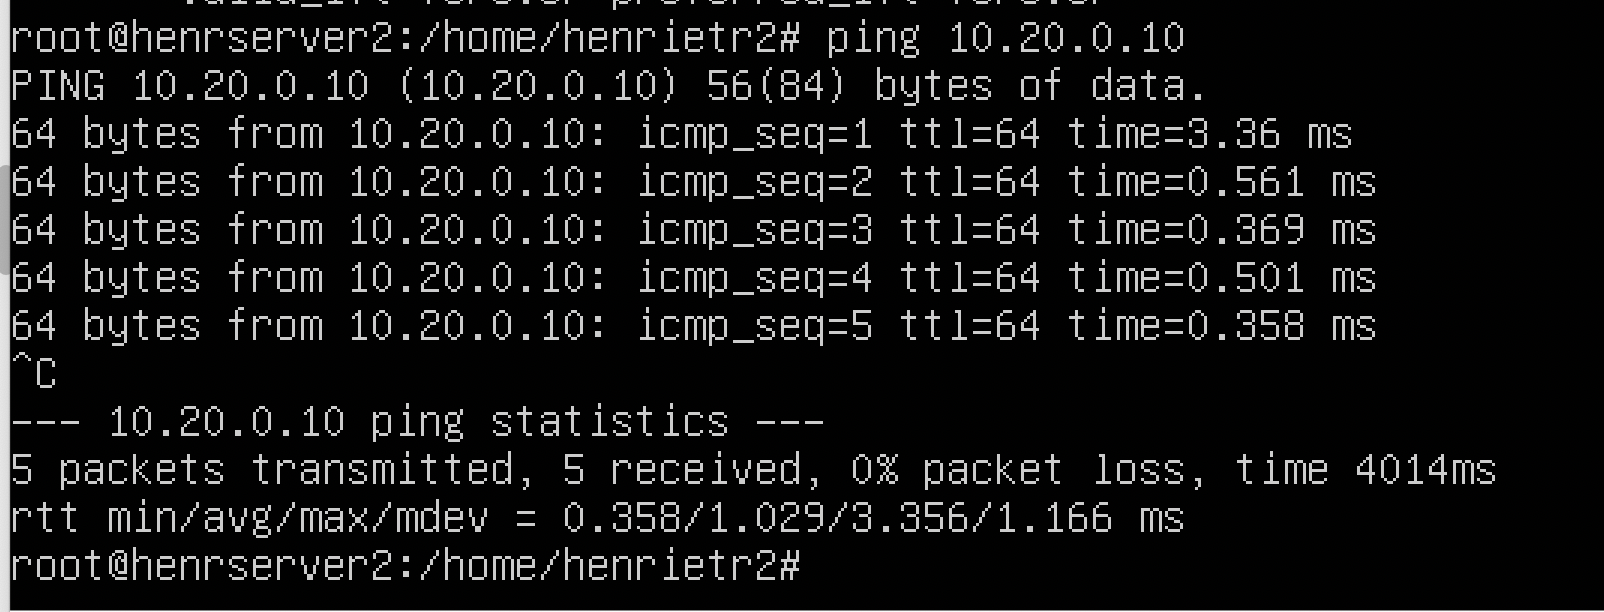 root@henrserver2:/home/henrietr2# ping 10.20.0.10
PING 10.20.0.10 (10.20.0.10) 56(84) bytes of data.
64 bytes from 10.20.0.10: icmp_seq=1 ttl=64 time=3.36 ms
64 bytes from 10.20.0.10: icmp_seq=2 ttl=64 time=0.561 ms
64 bytes from 10.20.0.10: icmp_seq=3 ttl=64 time=0.369 ms
64 bytes from 10.20.0.10: icmp_seq=4 ttl=64 time=0.501 ms
64 bytes from 10.20.0.10: icmp_seq=5 ttl=64 time=0.358 ms
^C
--- 10.20.0.10 ping statistics ---
5 packets transmitted, 5 received, 0% packet loss, time 4014ms
rtt min/avg/max/mdev = 0.358/1.029/3.356/1.166 ms
root@henrserver2:/home/henrietr2#